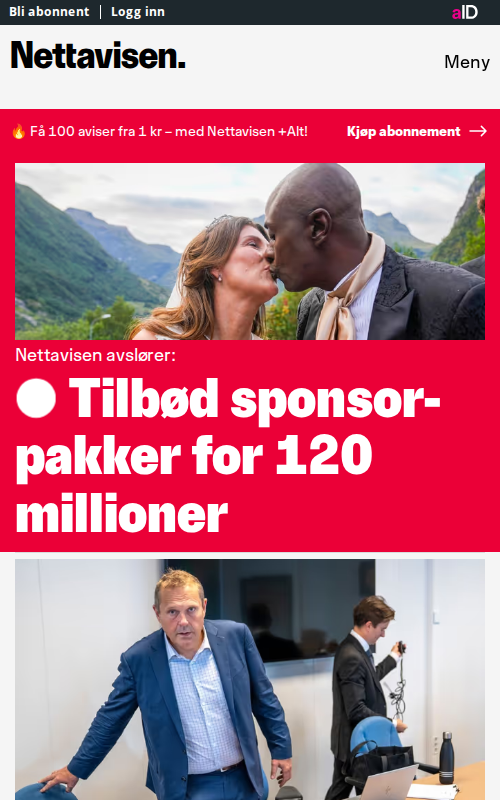 Bli abonnent | Logg inn
aID
Nettavisen.
Meny
🔥 Få 100 aviser fra 1 kr – med Nettavisen +Alt!
Kjøp abonnement →
Nettavisen avslører:
Tilbød sponsor-
pakker for 120
millioner